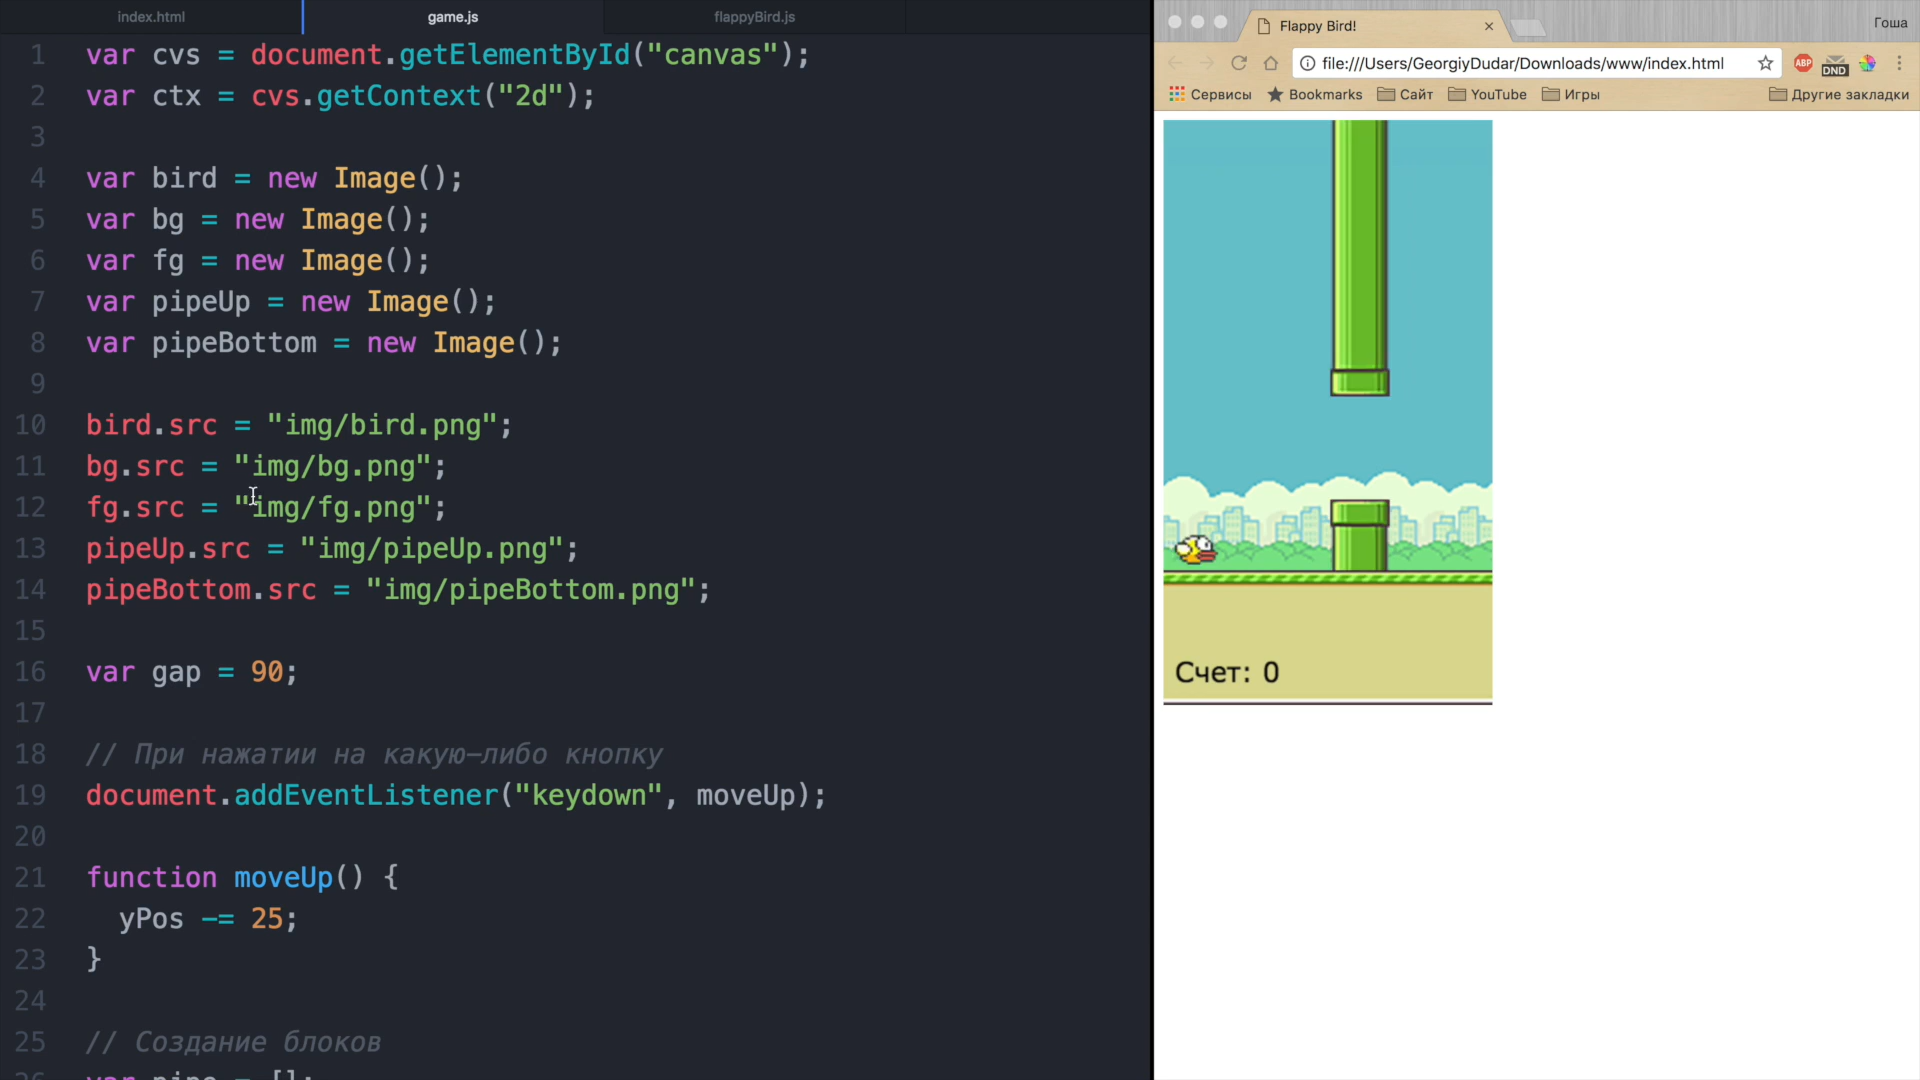 index.html
game.js
flappyBird.js
1 var cvs = document.getElementById("canvas");
2 var ctx = cvs.getContext("2d");
3
4 var bird = new Image();
5 var bg = new Image();
6 var fg = new Image();
7 var pipeUp = new Image();
8 var pipeBottom = new Image();
9
10 bird.src = "img/bird.png";
11 bg.src = "img/bg.png";
12 fg.src = "img/fg.png";
13 pipeUp.src = "img/pipeUp.png";
14 pipeBottom.src = "img/pipeBottom.png";
15
16 var gap = 90;
17
18 // При нажатии на какую-либо кнопку
19 document.addEventListener("keydown", moveUp);
20
21 function moveUp() {
22 yPos -= 25;
23 }
24
25 // Создание блоков
26 var pipe = [];
Flappy Bird!
Гоша
file:///Users/GeorgiyDudar/Downloads/www/index.html
ABP
DND
Сервисы
Bookmarks
Сайт
YouTube
Игры
Другие закладки
Счет: 0